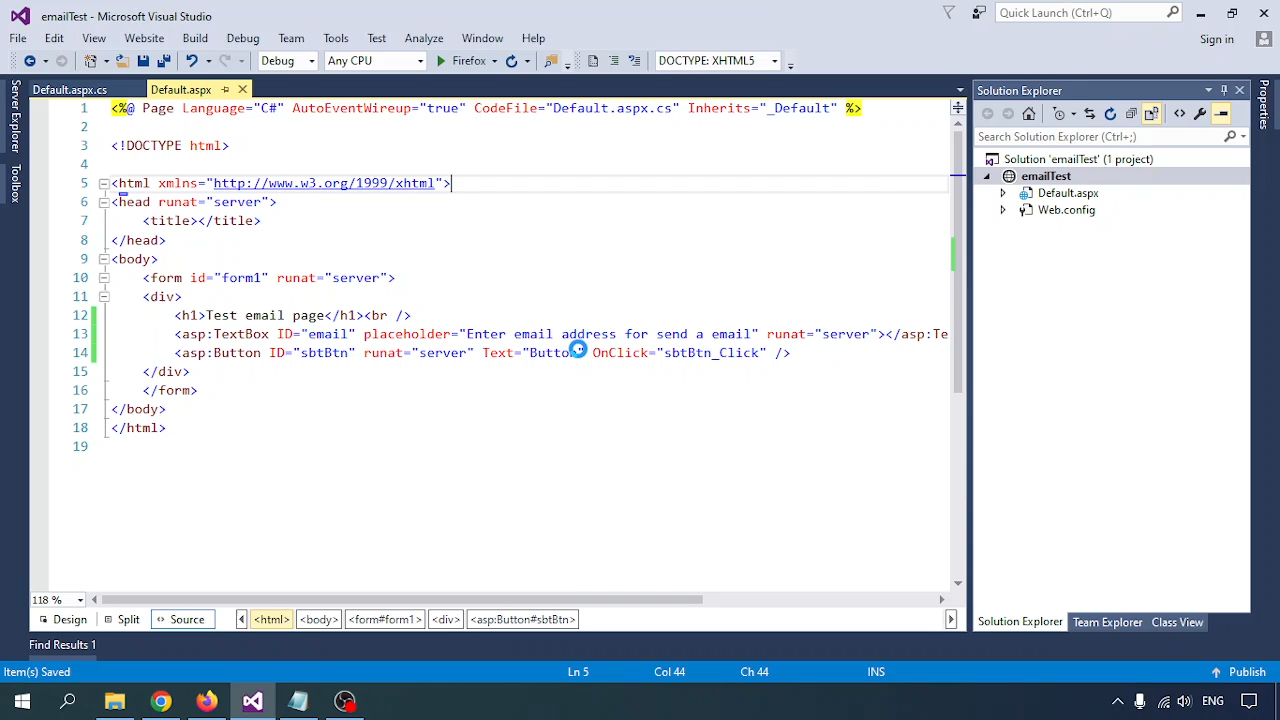 emailTest - Microsoft Visual Studio
Quick Launch (Ctrl+Q)
File Edit View Website Build Debug Team Tools Test Analyze Window Help
Sign in
Debug Any CPU Firefox DOCTYPE: XHTML5
Default.aspx.cs Default.aspx
Server Explorer
Toolbox
1 <%@ Page Language="C#" AutoEventWireup="true" CodeFile="Default.aspx.cs" Inherits="_Default" %>
2
3 <!DOCTYPE html>
4
5 <html xmlns="http://www.w3.org/1999/xhtml">
6 <head runat="server">
7 <title></title>
8 </head>
9 <body>
10 <form id="form1" runat="server">
11 <div>
12 <h1>Test email page</h1><br />
13 <asp:TextBox ID="email" placeholder="Enter email address for send a email" runat="server"></asp:Te
14 <asp:Button ID="sbtBtn" runat="server" Text="Button OnClick="sbtBtn_Click" />
15 </div>
16 </form>
17 </body>
18 </html>
19
118 %
Design Split Source <html> <body> <form#form1> <div> <asp:Button#sbtBtn>
Find Results 1
Solution Explorer
Search Solution Explorer (Ctrl+;)
Solution 'emailTest' (1 project)
emailTest
Default.aspx
Web.config
Solution Explorer Team Explorer Class View
Properties
Item(s) Saved Ln 5 Col 44 Ch 44 INS Publish
ENG